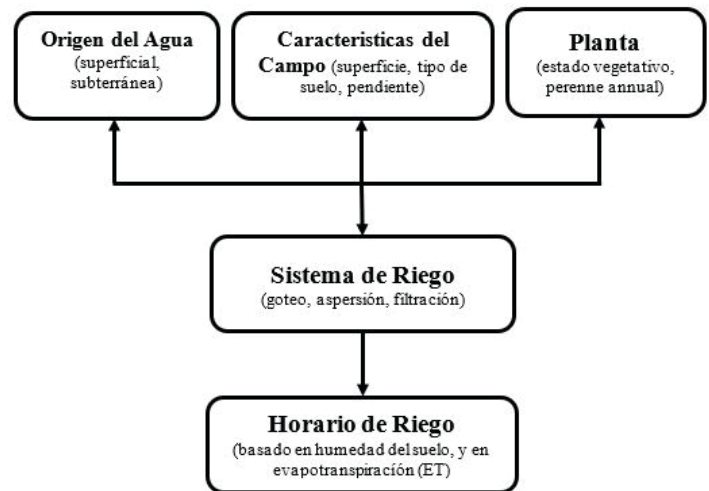 Origen del Agua
(superficial,
subterránea)
Caracteristicas del
Campo (superficie, tipo de
suelo, pendiente)
Planta
(estado vegetativo,
perenne annual)
Sistema de Riego
(goteo, aspersión, filtración)
Horario de Riego
(basado en humedad del suelo, y en
evapotranspiración (ET)